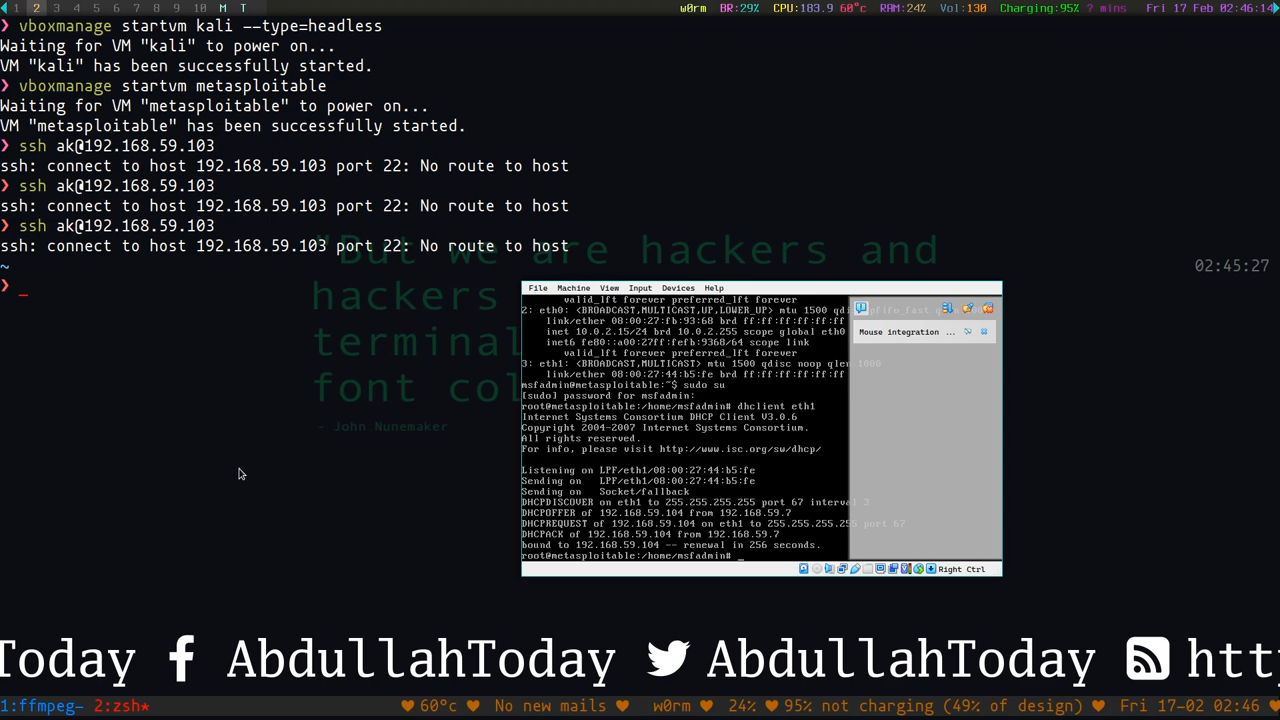 1 2 3 4 5 6 7 8 9 10 M T
w0rm BR:29% CPU:183.9 60°c RAM:24% Vol:130 Charging:95% ? mins Fri 17 Feb 02:46:14
❯ vboxmanage startvm kali --type=headless
Waiting for VM "kali" to power on...
VM "kali" has been successfully started.
❯ vboxmanage startvm metasploitable
Waiting for VM "metasploitable" to power on...
VM "metasploitable" has been successfully started.
❯ ssh ak@192.168.59.103
ssh: connect to host 192.168.59.103 port 22: No route to host
❯ ssh ak@192.168.59.103
ssh: connect to host 192.168.59.103 port 22: No route to host
❯ ssh ak@192.168.59.103
ssh: connect to host 192.168.59.103 port 22: No route to host
~
02:45:27
❯ _
"But we are hackers and
hackers
terminal
font col
- John Nunemaker
File Machine View Input Devices Help
valid_lft forever preferred_lft forever
2: eth0: <BROADCAST,MULTICAST,UP,LOWER_UP> mtu 1500 qdisc pfifo_fast
link/ether 08:00:27:fb:93:68 brd ff:ff:ff:ff:ff:ff
inet 10.0.2.15/24 brd 10.0.2.255 scope global eth0
inet6 fe80::a00:27ff:fefb:9368/64 scope link
valid_lft forever preferred_lft forever
3: eth1: <BROADCAST,MULTICAST> mtu 1500 qdisc noop qlen 1000
link/ether 08:00:27:44:b5:fe brd ff:ff:ff:ff:ff:ff
msfadmin@metasploitable:~$ sudo su
[sudo] password for msfadmin:
root@metasploitable:/home/msfadmin# dhclient eth1
Internet Systems Consortium DHCP Client V3.0.6
Copyright 2004-2007 Internet Systems Consortium.
All rights reserved.
For info, please visit http://www.isc.org/sw/dhcp/
Listening on LPF/eth1/08:00:27:44:b5:fe
Sending on LPF/eth1/08:00:27:44:b5:fe
Sending on Socket/fallback
DHCPDISCOVER on eth1 to 255.255.255.255 port 67 interval 3
DHCPOFFER of 192.168.59.104 from 192.168.59.7
DHCPREQUEST of 192.168.59.104 on eth1 to 255.255.255.255 port 67
DHCPACK of 192.168.59.104 from 192.168.59.7
bound to 192.168.59.104 -- renewal in 256 seconds.
root@metasploitable:/home/msfadmin# _
Mouse integration ...
Right Ctrl
Today AbdullahToday AbdullahToday htt
1:ffmpeg- 2:zsh* ♥ 60°c ♥ No new mails ♥ w0rm ♥ 24% ♥ 95% not charging (49% of design) ♥ Fri 17-02 02:46 ♥